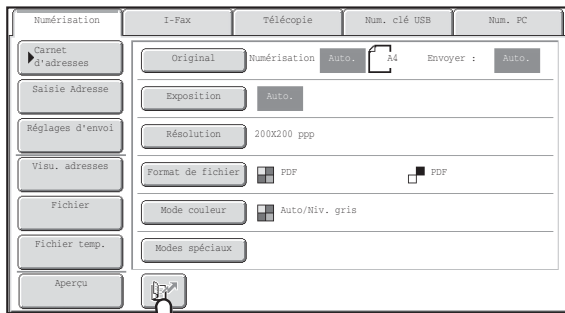 Numérisation
I-Fax
Télécopie
Num. clé USB
Num. PC
Carnet
d'adresses
Original
Numérisation
Auto.
A4
Envoyer :
Auto.
Saisie Adresse
Exposition
Auto.
Réglages d'envoi
Résolution
200X200 ppp
Visu. adresses
Format de fichier
PDF
PDF
Fichier
Mode couleur
Auto/Niv. gris
Fichier temp.
Modes spéciaux
Aperçu